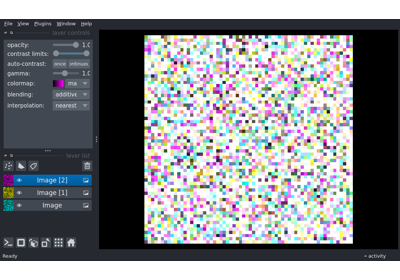 File View Plugins Window Help
layer controls
opacity: 1.0
contrast limits:
auto-contrast: once
gamma: 1.0
colormap: ma
blending: additive
interpolation: nearest
layer list
Image [2]
Image [1]
Image
Ready activity